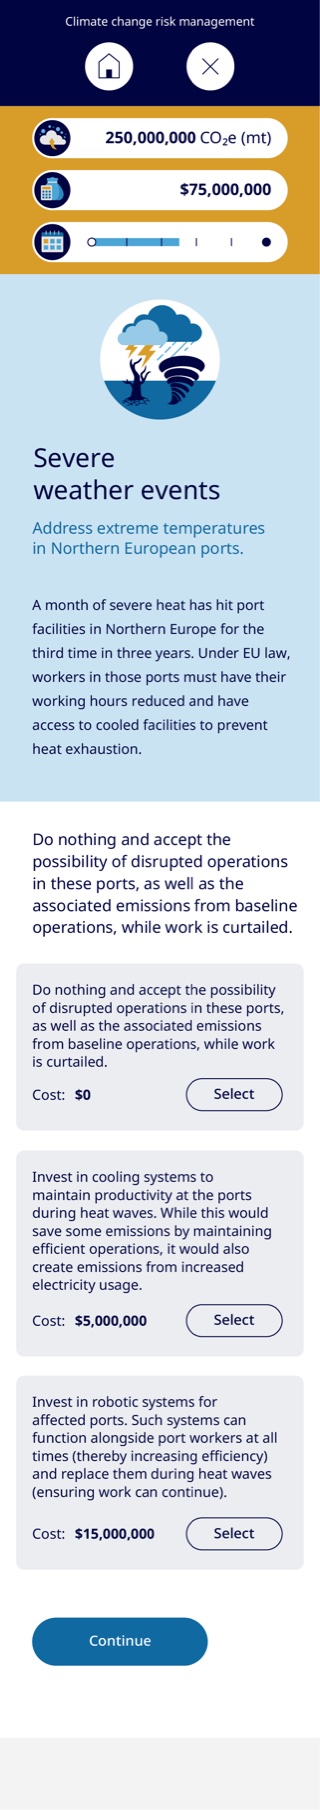 Climate change risk management
250,000,000 CO₂e (mt)
$75,000,000
Severe
weather events
Address extreme temperatures
in Northern European ports.
A month of severe heat has hit port
facilities in Northern Europe for the
third time in three years. Under EU law,
workers in those ports must have their
working hours reduced and have
access to cooled facilities to prevent
heat exhaustion.
Do nothing and accept the
possibility of disrupted operations
in these ports, as well as the
associated emissions from baseline
operations, while work is curtailed.
Do nothing and accept the possibility
of disrupted operations in these ports,
as well as the associated emissions
from baseline operations, while work
is curtailed.
Cost: $0 Select
Invest in cooling systems to
maintain productivity at the ports
during heat waves. While this would
save some emissions by maintaining
efficient operations, it would also
create emissions from increased
electricity usage.
Cost: $5,000,000 Select
Invest in robotic systems for
affected ports. Such systems can
function alongside port workers at all
times (thereby increasing efficiency)
and replace them during heat waves
(ensuring work can continue).
Cost: $15,000,000 Select
Continue